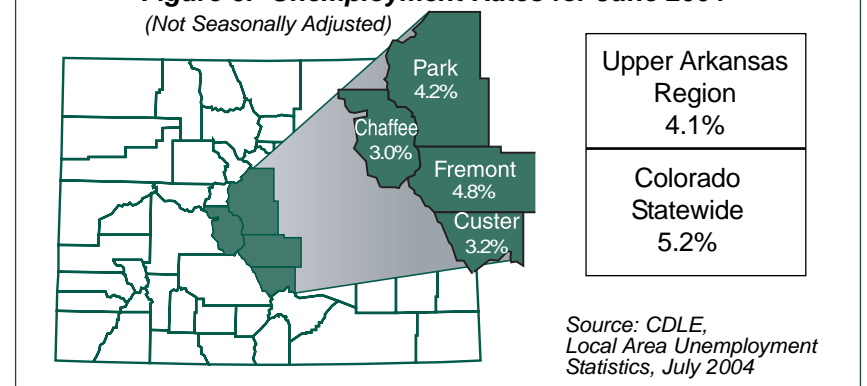 (Not Seasonally Adjusted)
Park
4.2%
Chaffee
3.0%
Fremont
4.8%
Custer
3.2%
Upper Arkansas
Region
4.1%
Colorado
Statewide
5.2%
Source: CDLE,
Local Area Unemployment
Statistics, July 2004